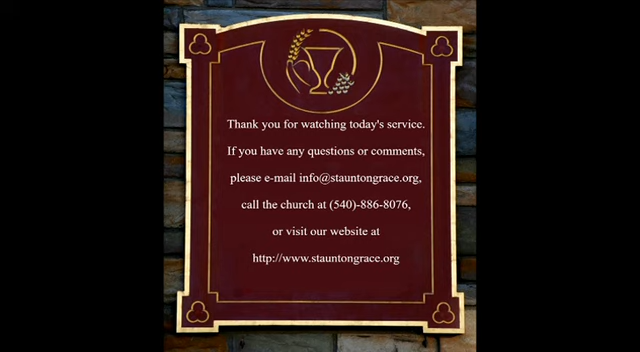 Thank you for watching today's service.
If you have any questions or comments,
please e-mail info@stauntongrace.org,
call the church at (540)-886-8076,
or visit our website at
http://www.stauntongrace.org